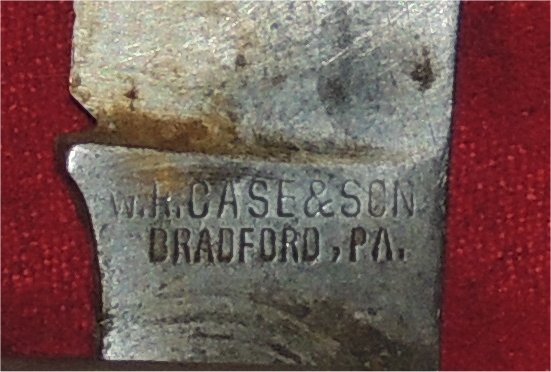 W.R. CASE & SON
BRADFORD, PA.